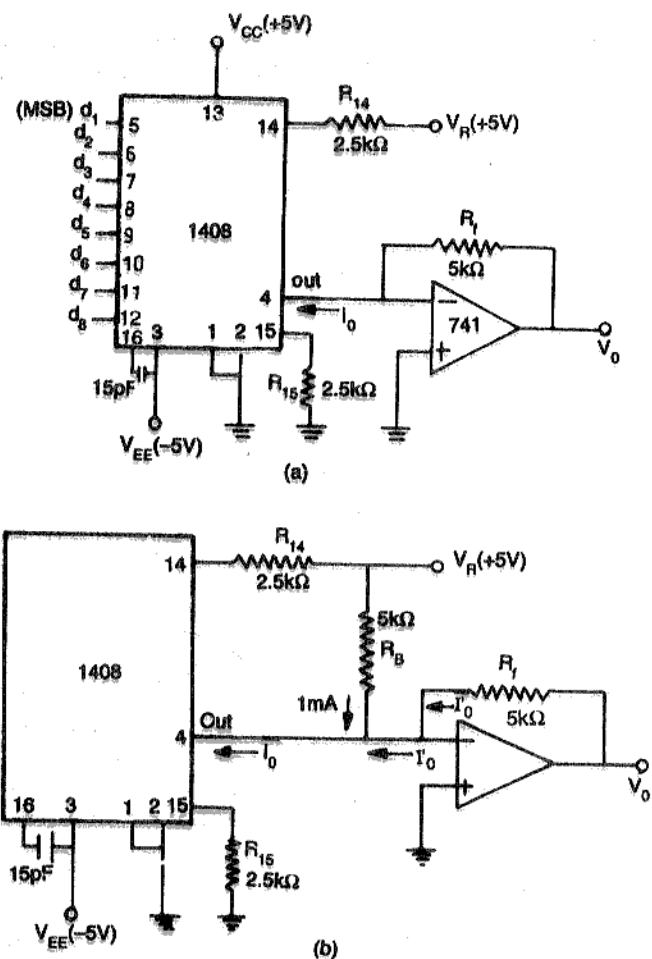 V_CC (+5V)
(MSB) d_1
5
13
14
R_14
2.5kΩ
V_R(+5V)
d_2
6
d_3
7
d_4
8
1408
d_5
9
R_f
5kΩ
d_6
10
d_7
11
4
out
I_0
−
+
741
V_0
d_8
12
16
3
1
2
15
15pF
R_15
2.5kΩ
V_EE(−5V)
(a)
14
R_14
2.5kΩ
V_R(+5V)
5kΩ
R_B
1408
1mA
R_f
I'_0
5kΩ
4
Out
I_0
I'_0
−
+
V_0
16
3
1
2
15
15pF
R_15
2.5kΩ
V_EE(−5V)
(b)